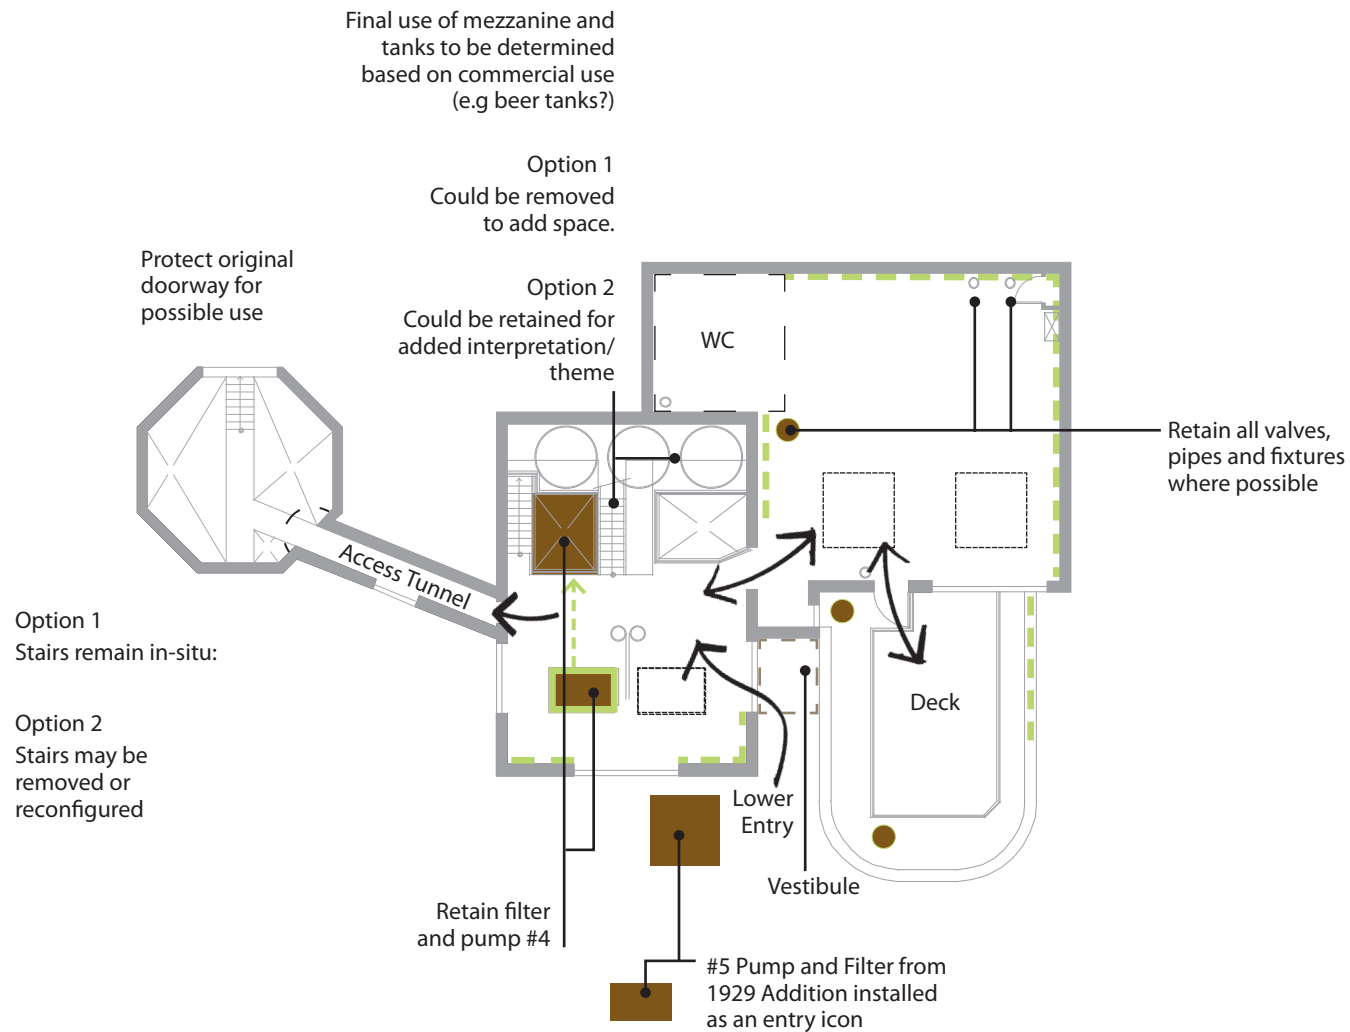 Final use of mezzanine and
tanks to be determined
based on commercial use
(e.g beer tanks?)
Option 1
Could be removed
to add space.
Option 2
Could be retained for
added interpretation/
theme
Protect original
doorway for
possible use
WC
Retain all valves,
pipes and fixtures
where possible
Access Tunnel
Option 1
Stairs remain in-situ:
Option 2
Stairs may be
removed or
reconfigured
Deck
Lower
Entry
Vestibule
Retain filter
and pump #4
#5 Pump and Filter from
1929 Addition installed
as an entry icon